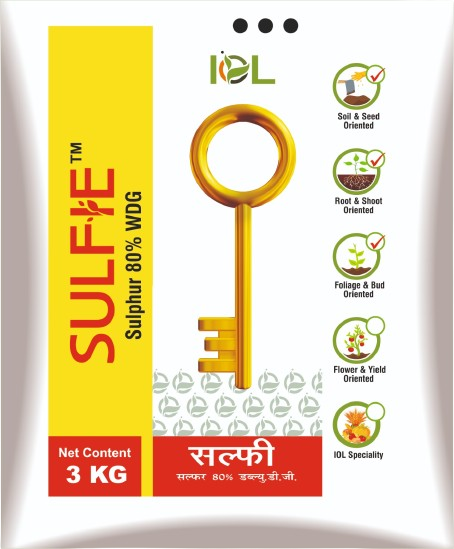 IOL
SULFIE™
Sulphur 80% WDG
Soil & Seed
Oriented
Root & Shoot
Oriented
Foliage & Bud
Oriented
Flower & Yield
Oriented
IOL Speciality
Net Content
3 KG
सल्फी
सल्फर 80% डब्ल्यु.डी.जी.